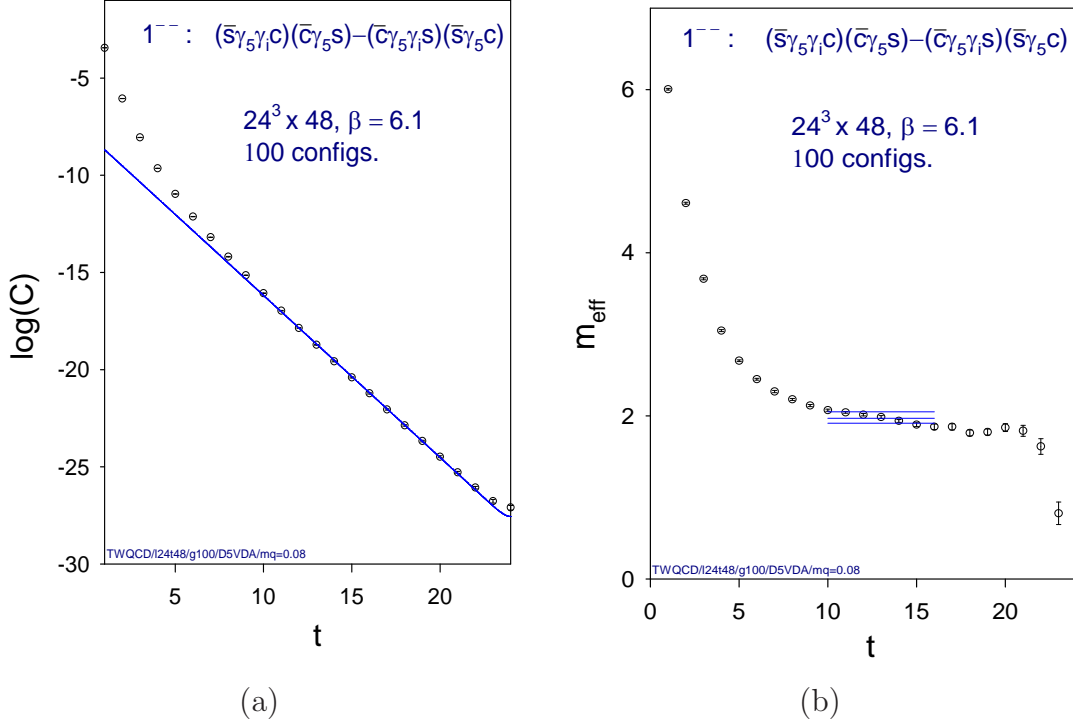 1⁻⁻ : (s̅γ₅γᵢc)(c̅γ₅s)–(c̅γ₅γᵢs)(s̅γ₅c)
24³ x 48, β = 6.1
100 configs.
-5
-10
-15
-20
-25
-30
log(C)
TWQCD/l24t48/g100/D5VDA/mq=0.08
5 10 15 20
t
(a)
1⁻⁻ : (s̅γ₅γᵢc)(c̅γ₅s)–(c̅γ₅γᵢs)(s̅γ₅c)
24³ x 48, β = 6.1
100 configs.
6
4
2
0
m_eff
TWQCD/l24t48/g100/D5VDA/mq=0.08
0 5 10 15 20
t
(b)